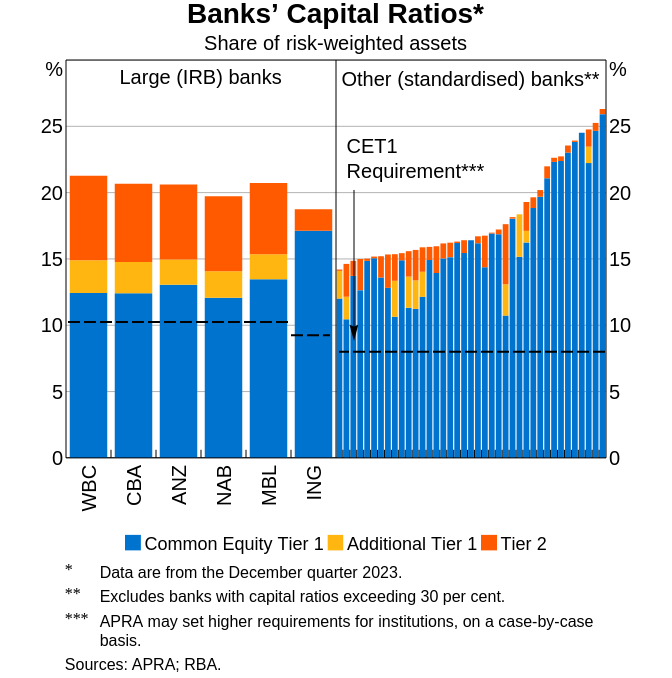 Banks’ Capital Ratios*
Share of risk-weighted assets
% %
Large (IRB) banks Other (standardised) banks**
CET1
Requirement***
25 25
20 20
15 15
10 10
5 5
0 0
WBC CBA ANZ NAB MBL ING
Common Equity Tier 1 Additional Tier 1 Tier 2
* Data are from the December quarter 2023.
** Excludes banks with capital ratios exceeding 30 per cent.
*** APRA may set higher requirements for institutions, on a case-by-case
basis.
Sources: APRA; RBA.